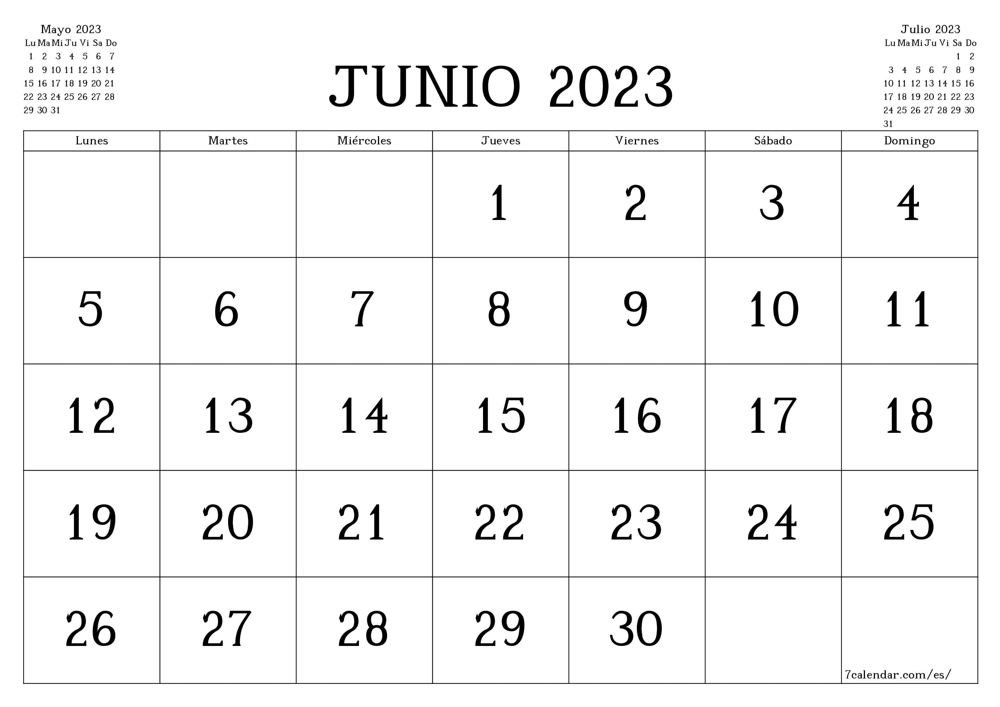 Mayo 2023
Lu Ma Mi Ju Vi Sa Do
1 2 3 4 5 6 7
8 9 10 11 12 13 14
15 16 17 18 19 20 21
22 23 24 25 26 27 28
29 30 31
JUNIO 2023
Julio 2023
Lu Ma Mi Ju Vi Sa Do
1 2
3 4 5 6 7 8 9
10 11 12 13 14 15 16
17 18 19 20 21 22 23
24 25 26 27 28 29 30
31
Lunes Martes Miércoles Jueves Viernes Sábado Domingo
1 2 3 4
5 6 7 8 9 10 11
12 13 14 15 16 17 18
19 20 21 22 23 24 25
26 27 28 29 30
7calendar.com/es/